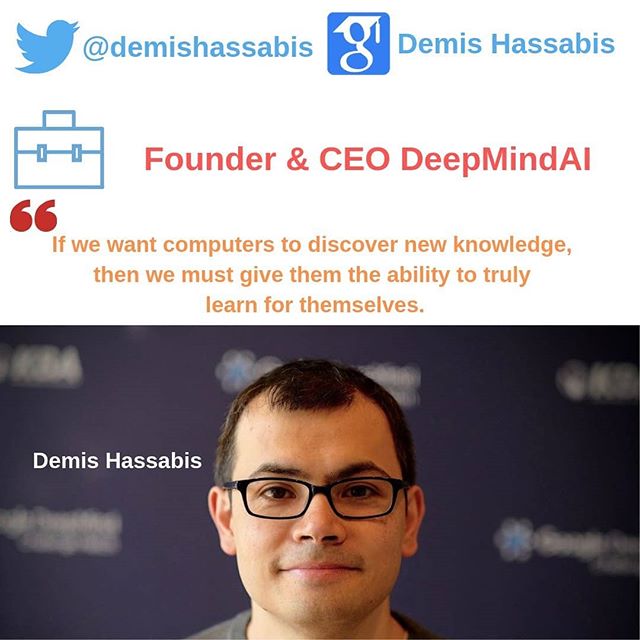 @demishassabis
Demis Hassabis
Founder & CEO DeepMindAI
If we want computers to discover new knowledge,
then we must give them the ability to truly
learn for themselves.
Demis Hassabis